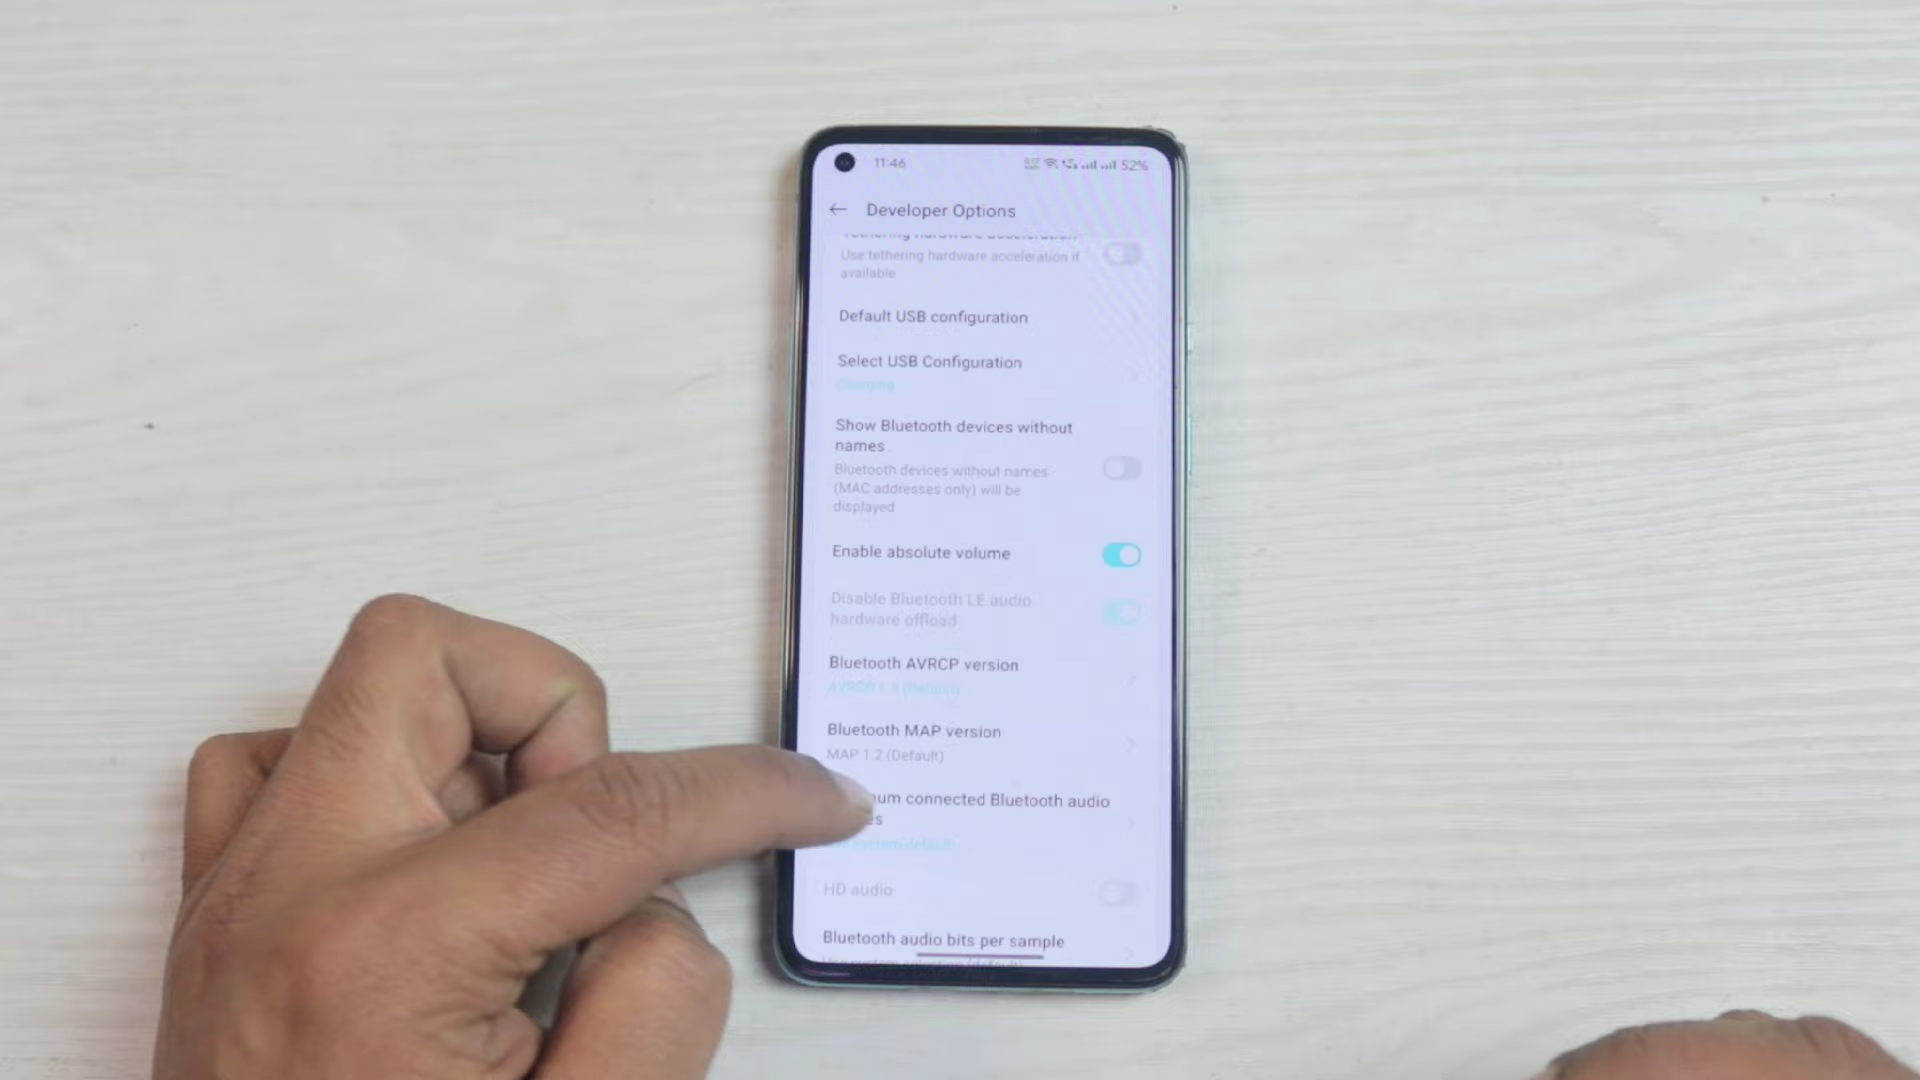 11:46
52%
Developer Options
Use tethering hardware acceleration if
available
Default USB configuration
Select USB Configuration
Charging
Show Bluetooth devices without
names
Bluetooth devices without names
(MAC addresses only) will be
displayed
Enable absolute volume
Disable Bluetooth LE audio
hardware offload
Bluetooth AVRCP version
Bluetooth MAP version
MAP 1.2 (Default)
connected Bluetooth audio
system default
HD audio
Bluetooth audio bits per sample